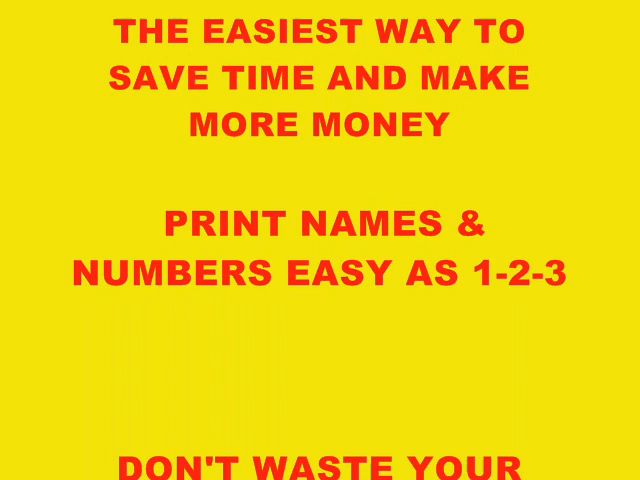 THE EASIEST WAY TO
SAVE TIME AND MAKE
MORE MONEY
PRINT NAMES &
NUMBERS EASY AS 1-2-3
DON'T WASTE YOUR